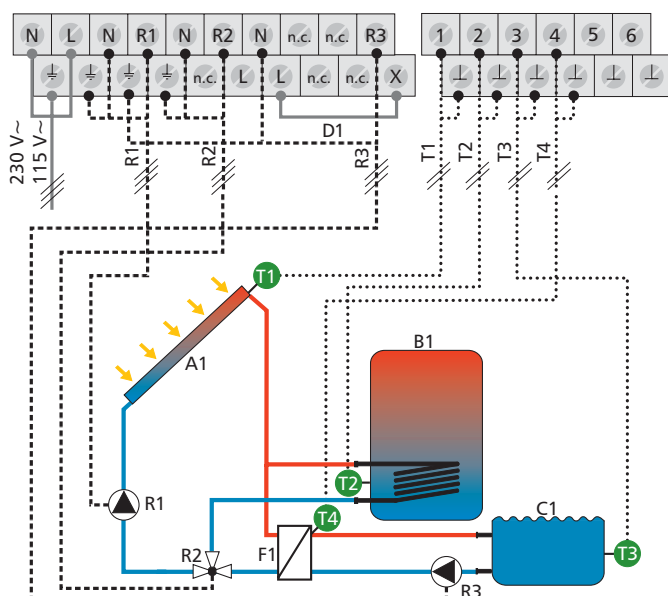 N L N R1 N R2 N n.c. n.c. R3
n.c. L L n.c. n.c. X
1 2 3 4 5 6
D1
230 V~
115 V~
R1
R2
R3
T1
T2
T3
T4
T1
A1
B1
T2
R1
T4
C1
R2
F1
T3
R3